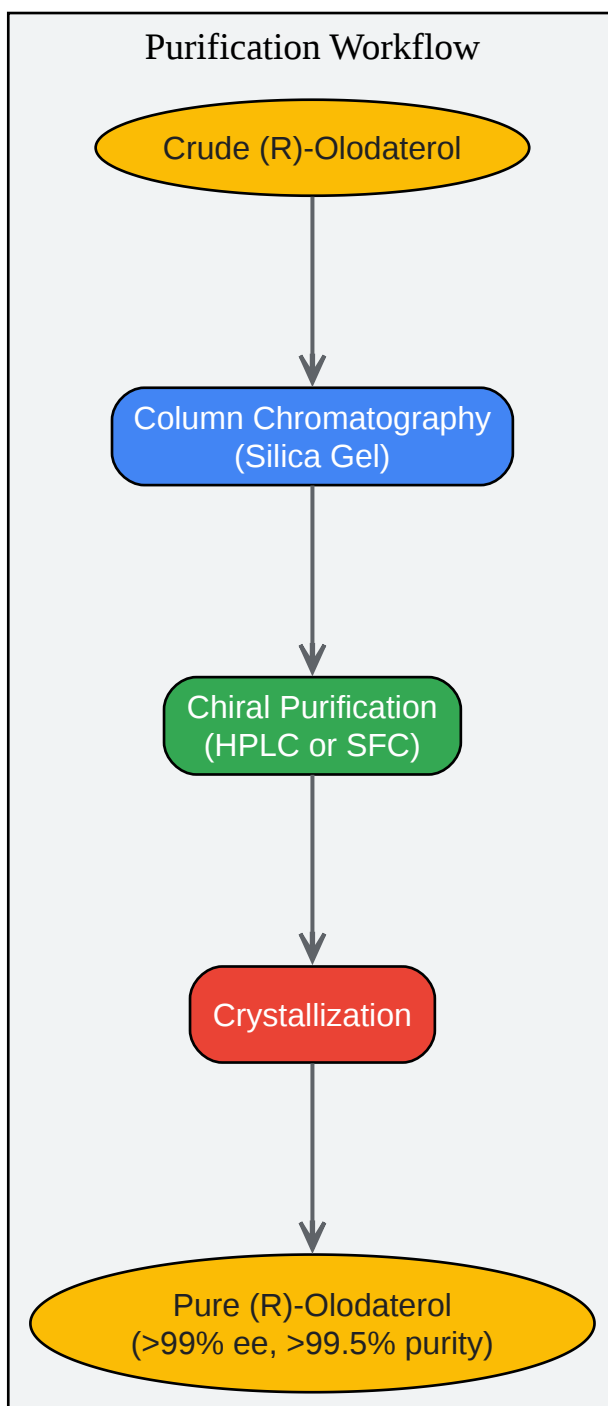 Purification Workflow
Crude (R)-Olodaterol
Column Chromatography
(Silica Gel)
Chiral Purification
(HPLC or SFC)
Crystallization
Pure (R)-Olodaterol
(>99% ee, >99.5% purity)